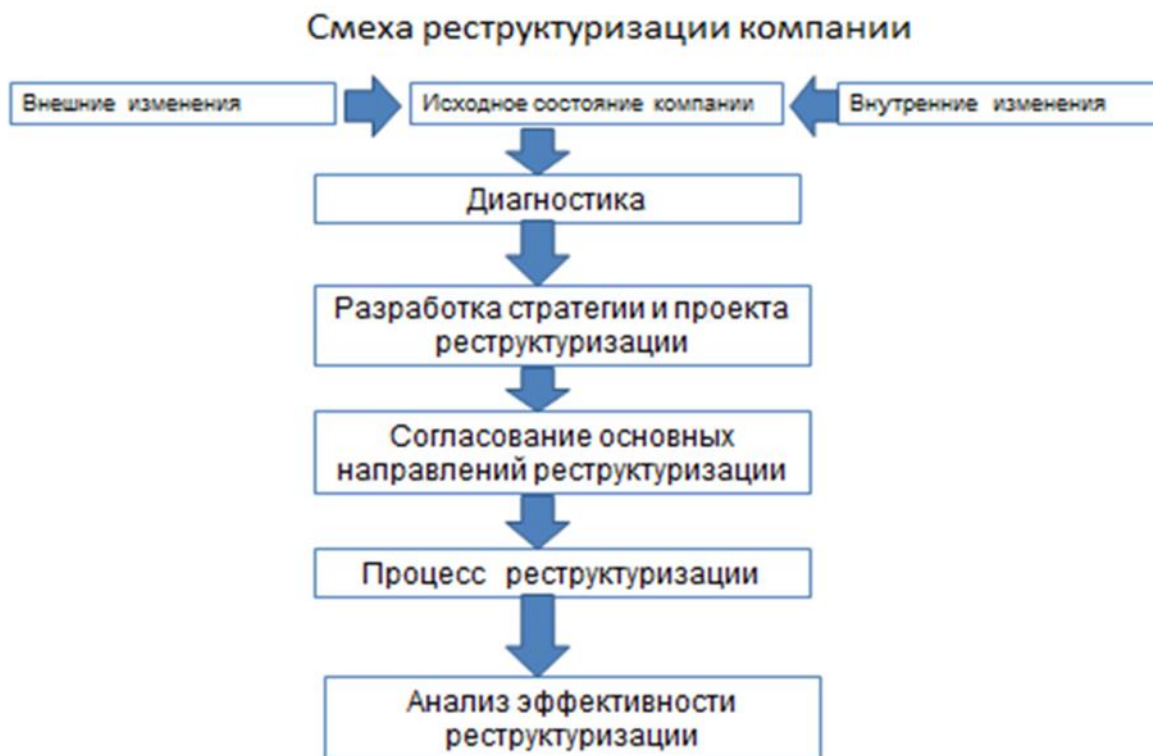 Смеха реструктуризации компании
Внешние изменения
Исходное состояние компании
Внутренние изменения
Диагностика
Разработка стратегии и проекта
реструктуризации
Согласование основных
направлений реструктуризации
Процесс реструктуризации
Анализ эффективности
реструктуризации